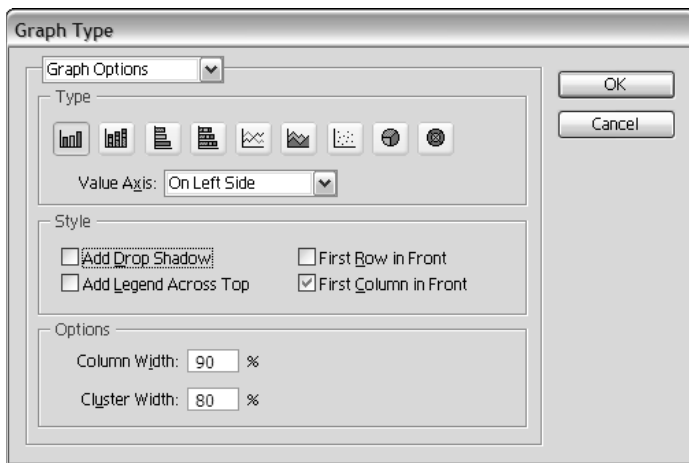 Graph Type
Graph Options
OK
Type
Cancel
Value Axis: On Left Side
Style
Add Drop Shadow
First Row in Front
Add Legend Across Top
First Column in Front
Options
Column Width: 90 %
Cluster Width: 80 %